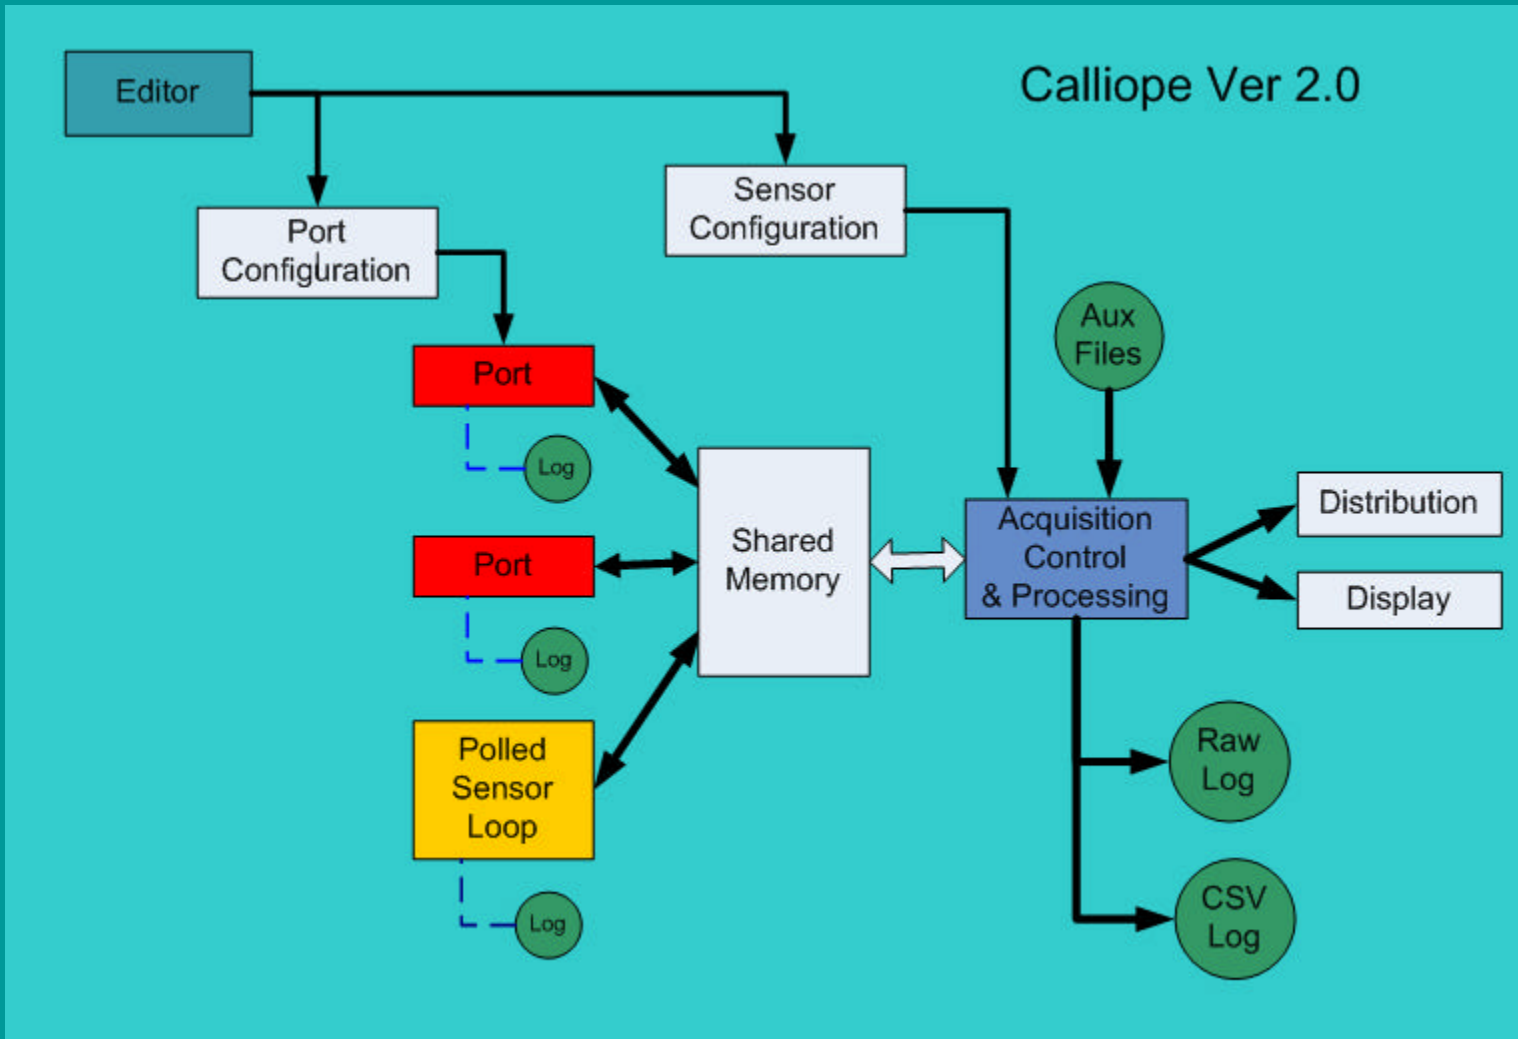 Editor
Calliope Ver 2.0
Sensor
Configuration
Port
Configuration
Aux
Files
Port
Log
Shared
Memory
Acquisition
Control
& Processing
Distribution
Display
Port
Log
Polled
Sensor
Loop
Log
Raw
Log
CSV
Log